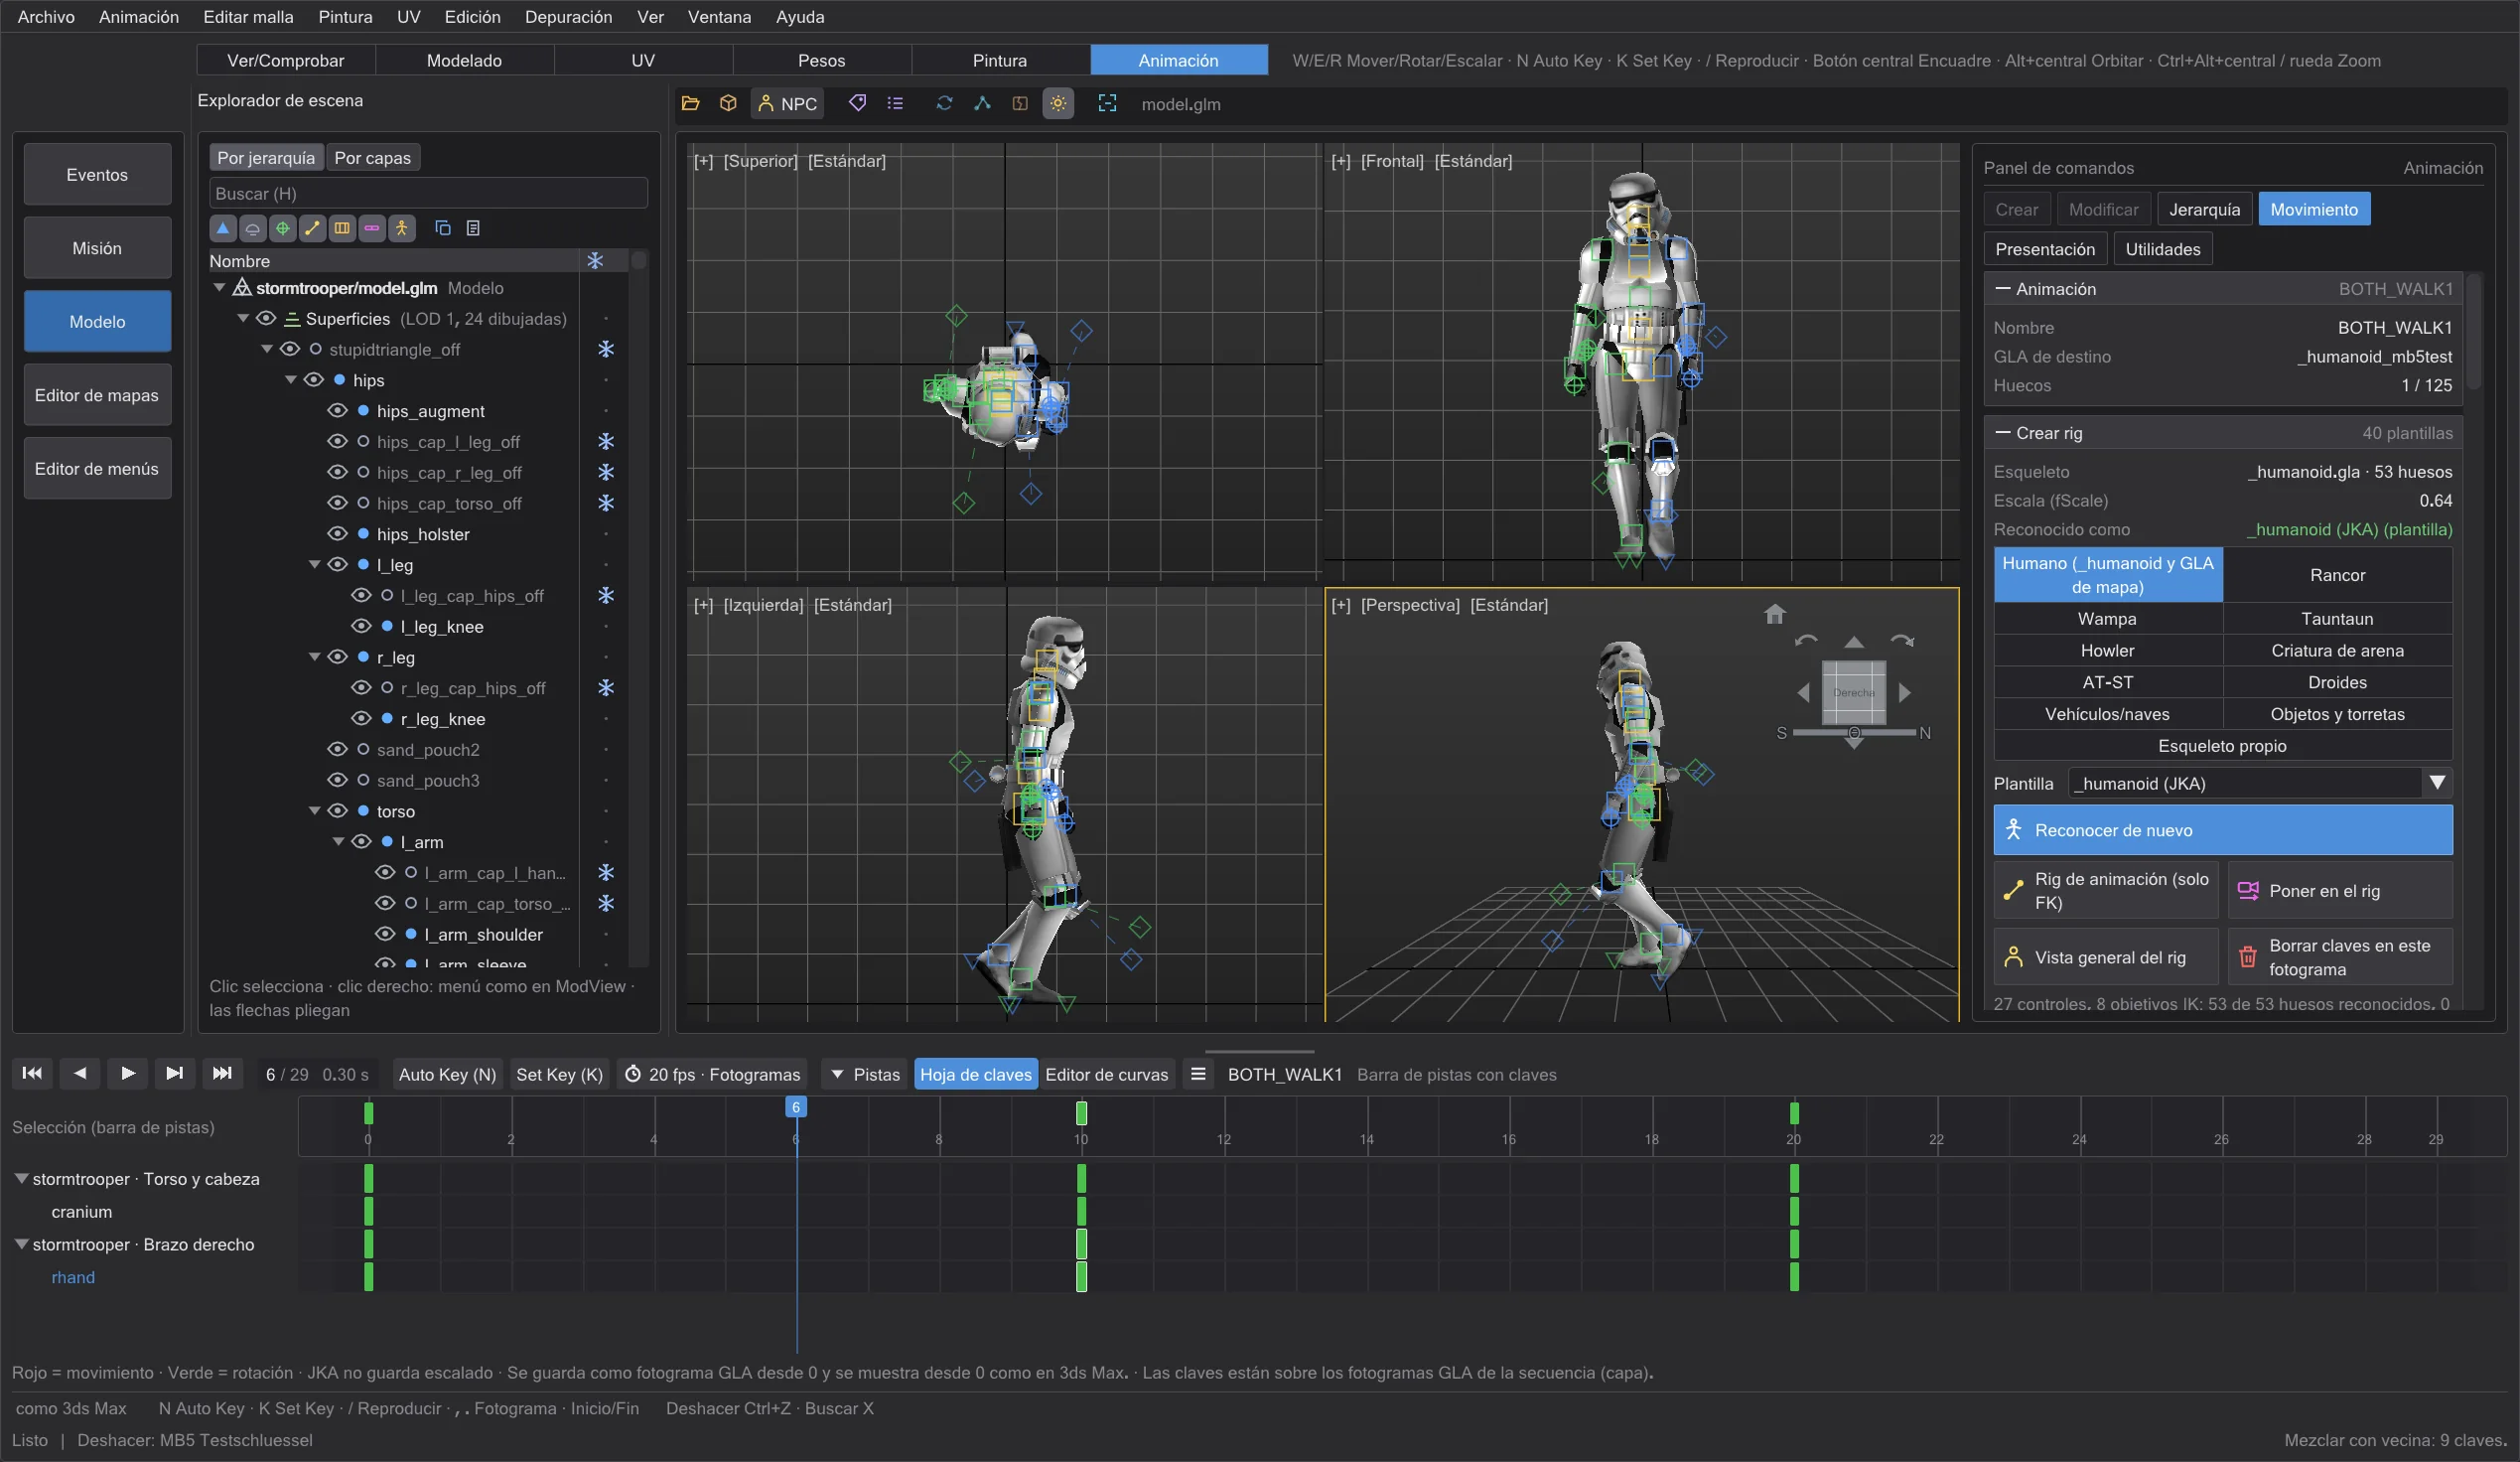 Archivo Animación Editar malla Pintura UV Edición Depuración Ver Ventana Ayuda
Ver/Comprobar Modelado UV Pesos Pintura Animación W/E/R Mover/Rotar/Escalar · N Auto Key · K Set Key · / Reproducir · Botón central Encuadre · Alt+central Orbitar · Ctrl+Alt+central / rueda Zoom
Explorador de escena
NPC model.glm
Eventos
Misión
Modelo
Editor de mapas
Editor de menús
Por jerarquía Por capas
Buscar (H)
Nombre
stormtrooper/model.glm Modelo
Superficies (LOD 1, 24 dibujadas)
stupidtriangle_off
hips
hips_augment
hips_cap_l_leg_off
hips_cap_r_leg_off
hips_cap_torso_off
hips_holster
l_leg
l_leg_cap_hips_off
l_leg_knee
r_leg
r_leg_cap_hips_off
r_leg_knee
sand_pouch2
sand_pouch3
torso
l_arm
l_arm_cap_l_han...
l_arm_cap_torso_...
l_arm_shoulder
l_arm_sleeve
Clic selecciona · clic derecho: menú como en ModView ·
las flechas pliegan
[+] [Superior] [Estándar]
[+] [Frontal] [Estándar]
[+] [Izquierda] [Estándar]
[+] [Perspectiva] [Estándar]
Derecha
S N
Panel de comandos Animación
Crear Modificar Jerarquía Movimiento
Presentación Utilidades
Animación BOTH_WALK1
Nombre BOTH_WALK1
GLA de destino _humanoid_mb5test
Huecos 1 / 125
Crear rig 40 plantillas
Esqueleto _humanoid.gla · 53 huesos
Escala (fScale) 0.64
Reconocido como _humanoid (JKA) (plantilla)
Humano (_humanoid y GLA
de mapa)
Rancor
Wampa Tauntaun
Howler Criatura de arena
AT-ST Droides
Vehículos/naves Objetos y torretas
Esqueleto propio
Plantilla _humanoid (JKA)
Reconocer de nuevo
Rig de animación (solo
FK)
Poner en el rig
Vista general del rig
Borrar claves en este
fotograma
27 controles, 8 objetivos IK: 53 de 53 huesos reconocidos, 0
6 / 29 0.30 s Auto Key (N) Set Key (K) 20 fps · Fotogramas Pistas Hoja de claves Editor de curvas BOTH_WALK1 Barra de pistas con claves
6
Selección (barra de pistas)
0 2 4 6 8 10 12 14 16 18 20 22 24 26 28 29
stormtrooper · Torso y cabeza
cranium
stormtrooper · Brazo derecho
rhand
Rojo = movimiento · Verde = rotación · JKA no guarda escalado · Se guarda como fotograma GLA desde 0 y se muestra desde 0 como en 3ds Max. · Las claves están sobre los fotogramas GLA de la secuencia (capa).
como 3ds Max N Auto Key · K Set Key · / Reproducir · , . Fotograma · Inicio/Fin Deshacer Ctrl+Z · Buscar X
Listo | Deshacer: MB5 Testschluessel Mezclar con vecina: 9 claves.